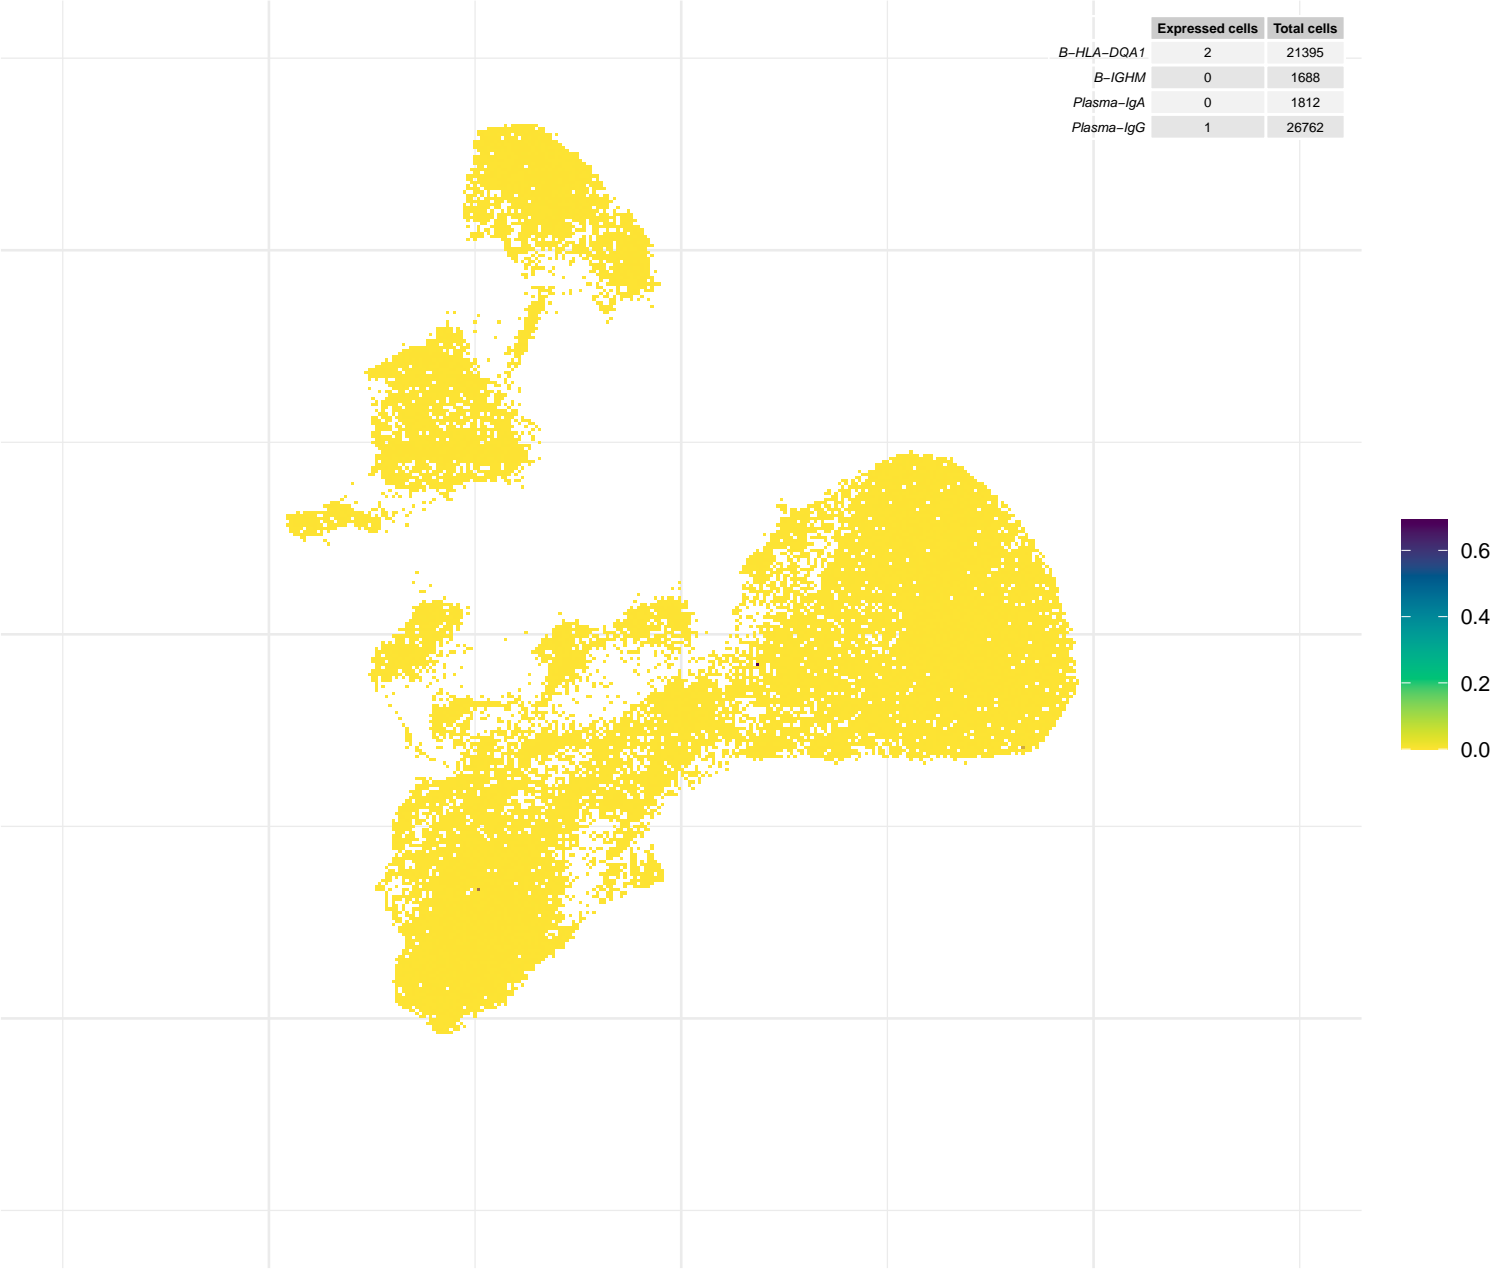 Expressed cells Total cells
B−HLA−DQA1 2 21395
B−IGHM 0 1688
Plasma−IgA 0 1812
Plasma−IgG 1 26762
0.6
0.4
0.2
0.0